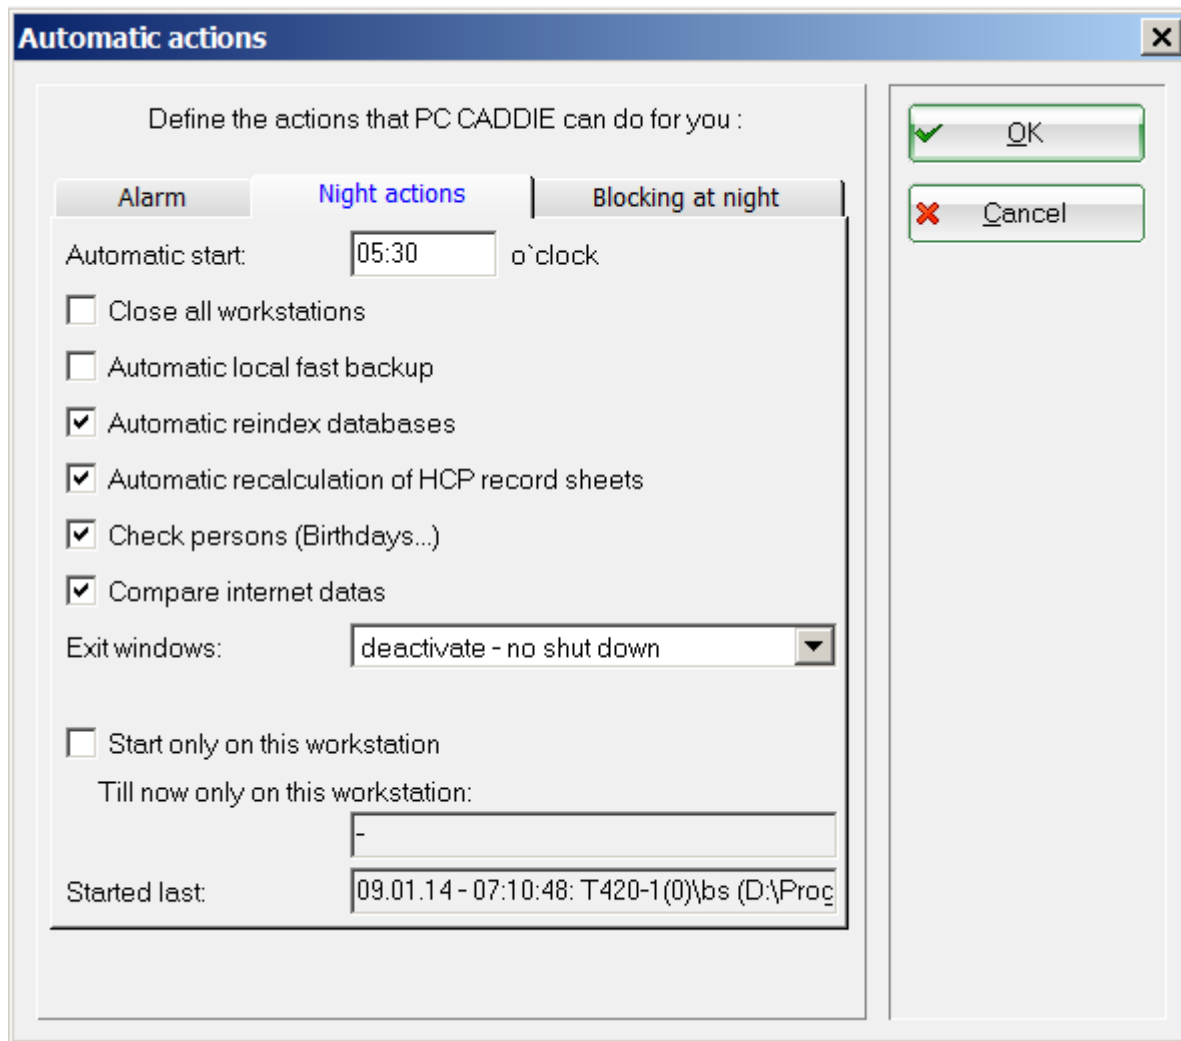 Automatic actions
Define the actions that PC CADDIE can do for you :
Alarm Night actions Blocking at night
Automatic start: 05:30 o`clock
Close all workstations
Automatic local fast backup
Automatic reindex databases
Automatic recalculation of HCP record sheets
Check persons (Birthdays...)
Compare internet datas
Exit windows: deactivate - no shut down
Start only on this workstation
Till now only on this workstation:
-
Started last: 09.01.14 - 07:10:48: T420-1(0)\bs (D:\Prog
OK
Cancel